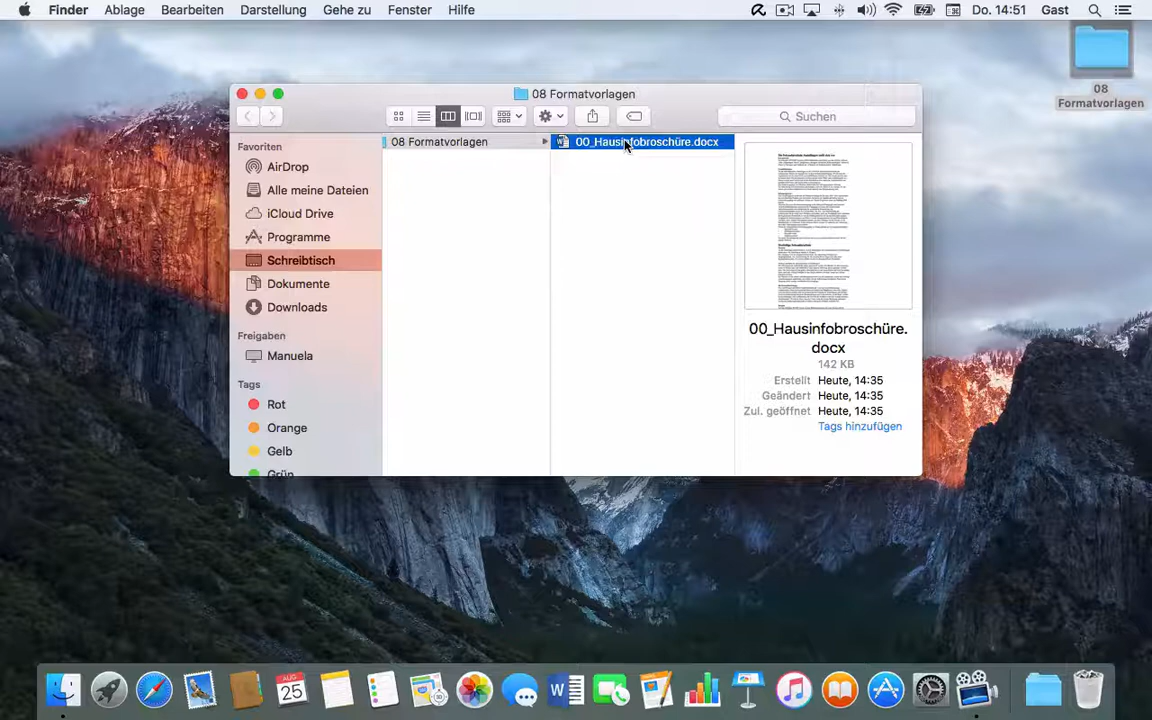 Finder Ablage Bearbeiten Darstellung Gehe zu Fenster Hilfe Do. 14:51 Gast
08
Formatvorlagen
08 Formatvorlagen
Suchen
Favoriten
AirDrop
Alle meine Dateien
iCloud Drive
Programme
Schreibtisch
Dokumente
Downloads
Freigaben
Manuela
Tags
Rot
Orange
Gelb
Grün
08 Formatvorlagen
00_Hausinfobroschüre.docx
00_Hausinfobroschüre.
docx
142 KB
Erstellt Heute, 14:35
Geändert Heute, 14:35
Zul. geöffnet Heute, 14:35
Tags hinzufügen
AUG
25
W